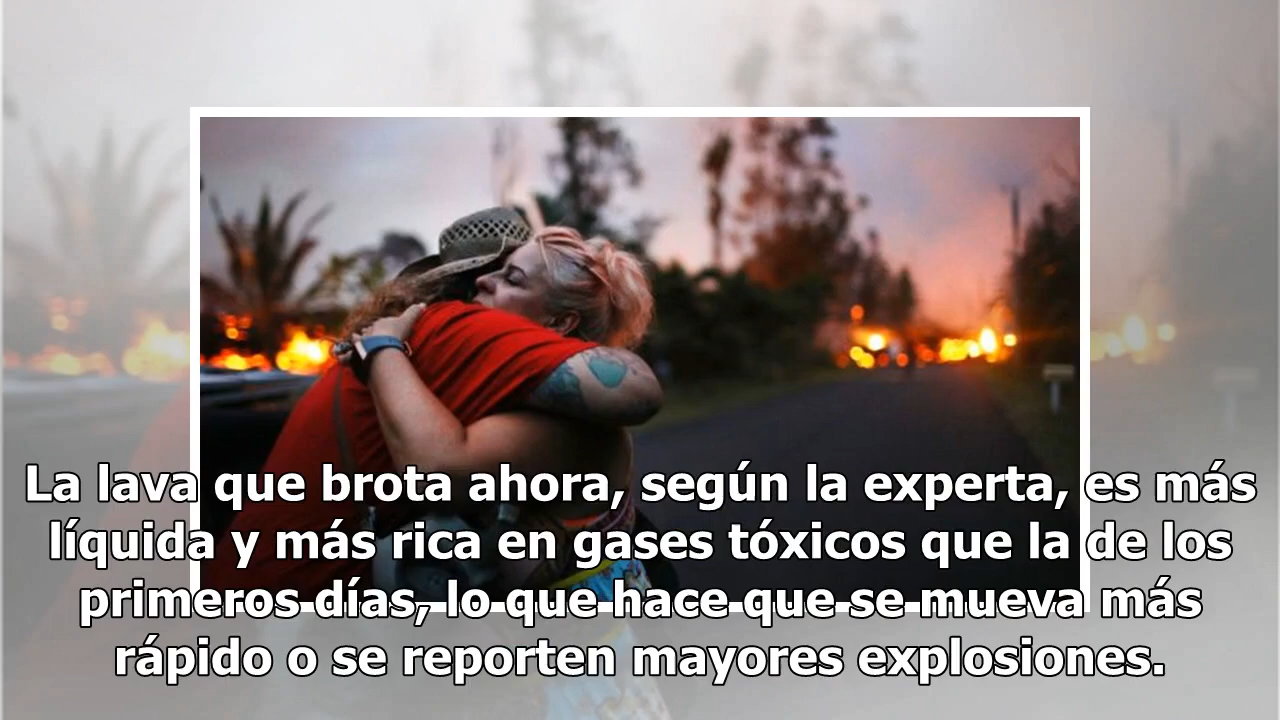 La lava que brota ahora, según la experta, es más
líquida y más rica en gases tóxicos que la de los
primeros días, lo que hace que se mueva más
rápido o se reporten mayores explosiones.